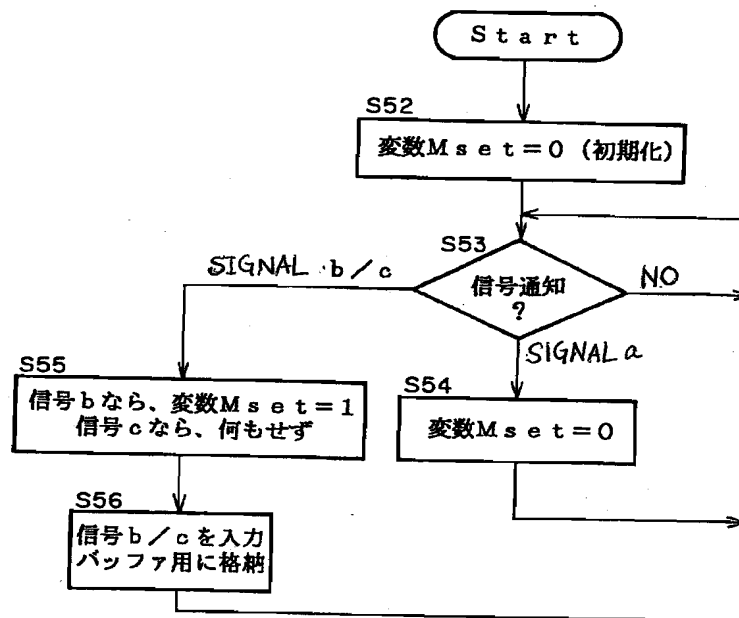 Start
S52
変数Mset=0（初期化）
S53
信号通知
?
SIGNAL b／c
NO
SIGNAL a
S55
信号bなら、変数Mset=1
信号cなら、何もせず
S54
変数Mset=0
S56
信号b／cを入力
バッファ用に格納